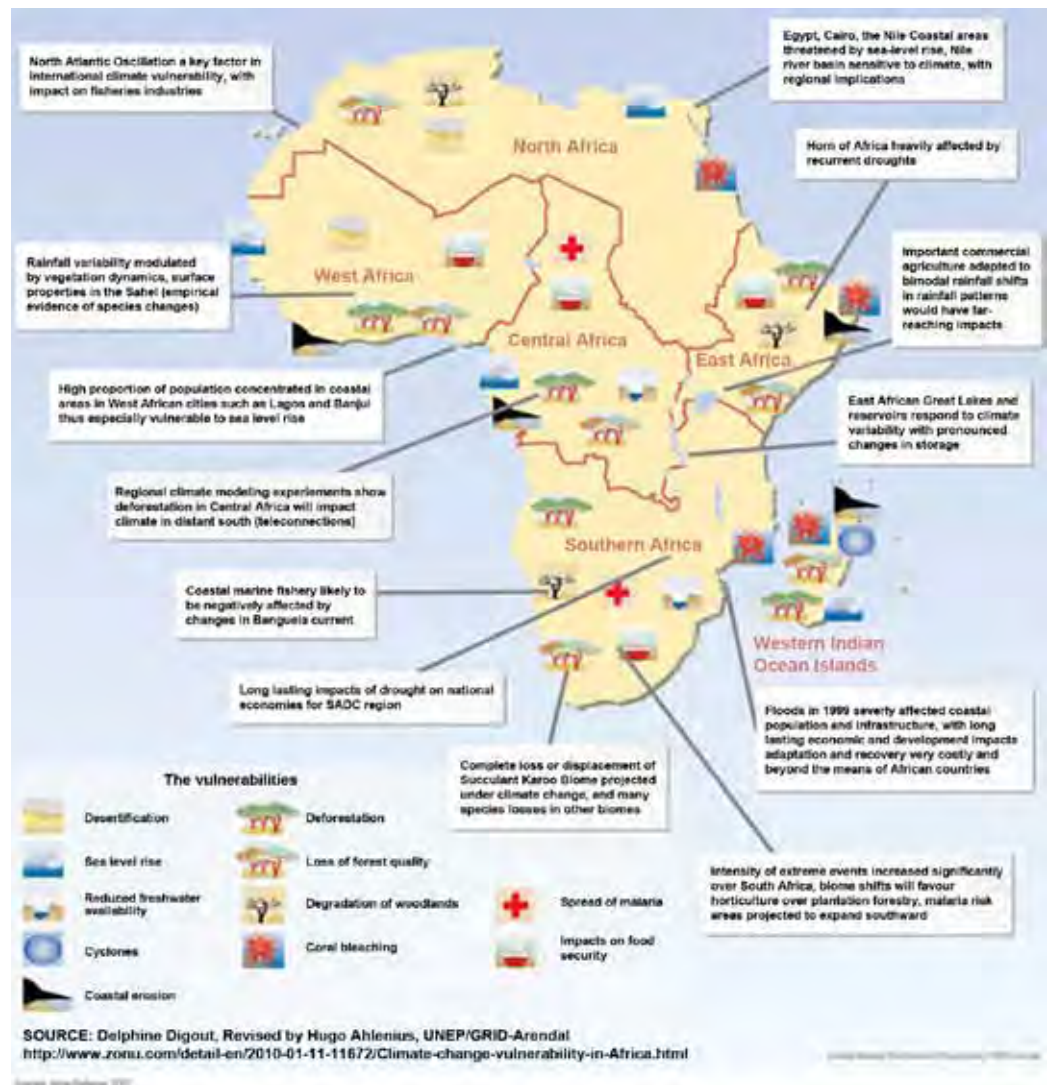 North Atlantic Oscillation a key factor in
international climate vulnerability, with
impact on fisheries industries
Egypt, Cairo, the Nile Coastal areas
threatened by sea-level rise, Nile
river basin sensitive to climate, with
regional implications
North Africa
Horn of Africa heavily affected by
recurrent droughts
Rainfall variability modulated
by vegetation dynamics, surface
properties in the Sahel (empirical
evidence of species changes)
West Africa
Important commercial
agriculture adapted to
bimodal rainfall shifts
in rainfall patterns
would have far-
reaching impacts
Central Africa
East Africa
High proportion of population concentrated in coastal
areas in West African cities such as Lagos and Banjul
thus especially vulnerable to sea level rise
East African Great Lakes and
reservoirs respond to climate
variability with pronounced
changes in storage
Regional climate modeling experiements show
deforestation in Central Africa will impact
climate in distant south (teleconnections)
Southern Africa
Coastal marine fishery likely to
be negatively affected by
changes in Banguela current
Western Indian
Ocean Islands
Long lasting impacts of drought on national
economies for SADC region
Floods in 1999 severly affected coastal
population and infrastructure, with long
lasting economic and development impacts
adaptation and recovery very costly and
beyond the means of African countries
Complete loss or displacement of
Succulant Karoo Biome projected
under climate change, and many
species losses in other biomes
Intensity of extreme events increased significantly
over South Africa, biome shifts will favour
horticulture over plantation foresty, malaria risk
areas projected to expand southward
The vulnerabilities
Desertification
Sea level rise
Reduced freshwater
availability
Cyclones
Coastal erosion
Deforestation
Loss of forest quality
Degradation of woodlands
Coral bleaching
Spread of malaria
Impacts on food
security
SOURCE: Delphine Digout, Revised by Hugo Ahlenius, UNEP/GRID-Arendal
http://www.zonu.com/detail-en/2010-01-11-11672/Climate-change-vulnerability-in-Africa.html